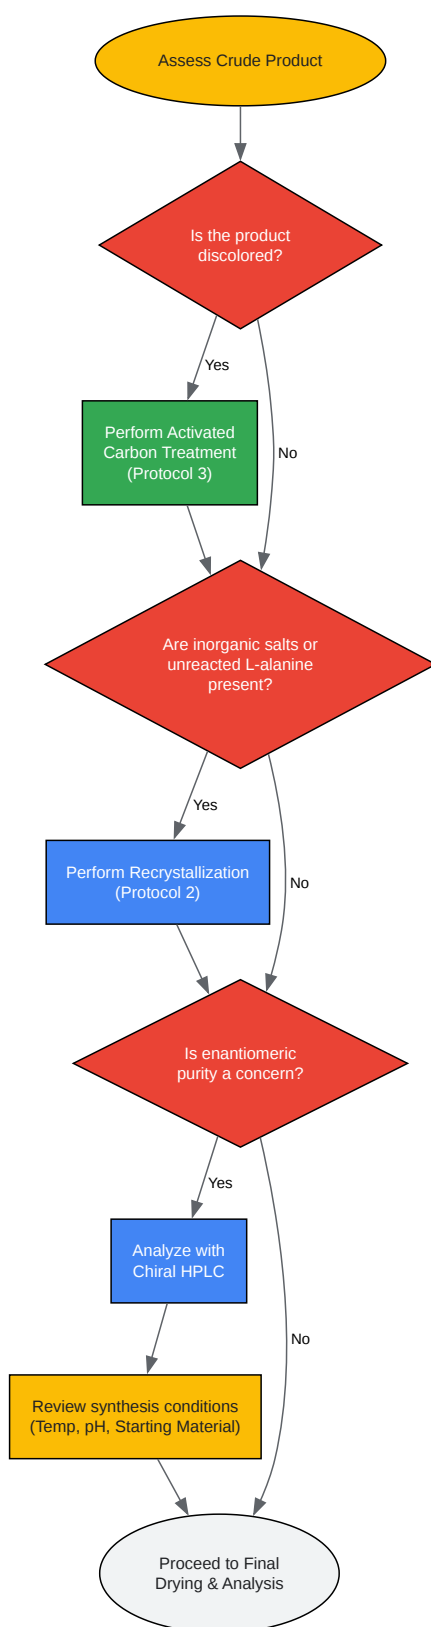 Assess Crude Product
Is the product
discolored?
Yes
Perform Activated
Carbon Treatment
(Protocol 3)
No
Are inorganic salts or
unreacted L-alanine
present?
Yes
Perform Recrystallization
(Protocol 2)
No
Is enantiomeric
purity a concern?
Yes
Analyze with
Chiral HPLC
No
Review synthesis conditions
(Temp, pH, Starting Material)
Proceed to Final
Drying & Analysis